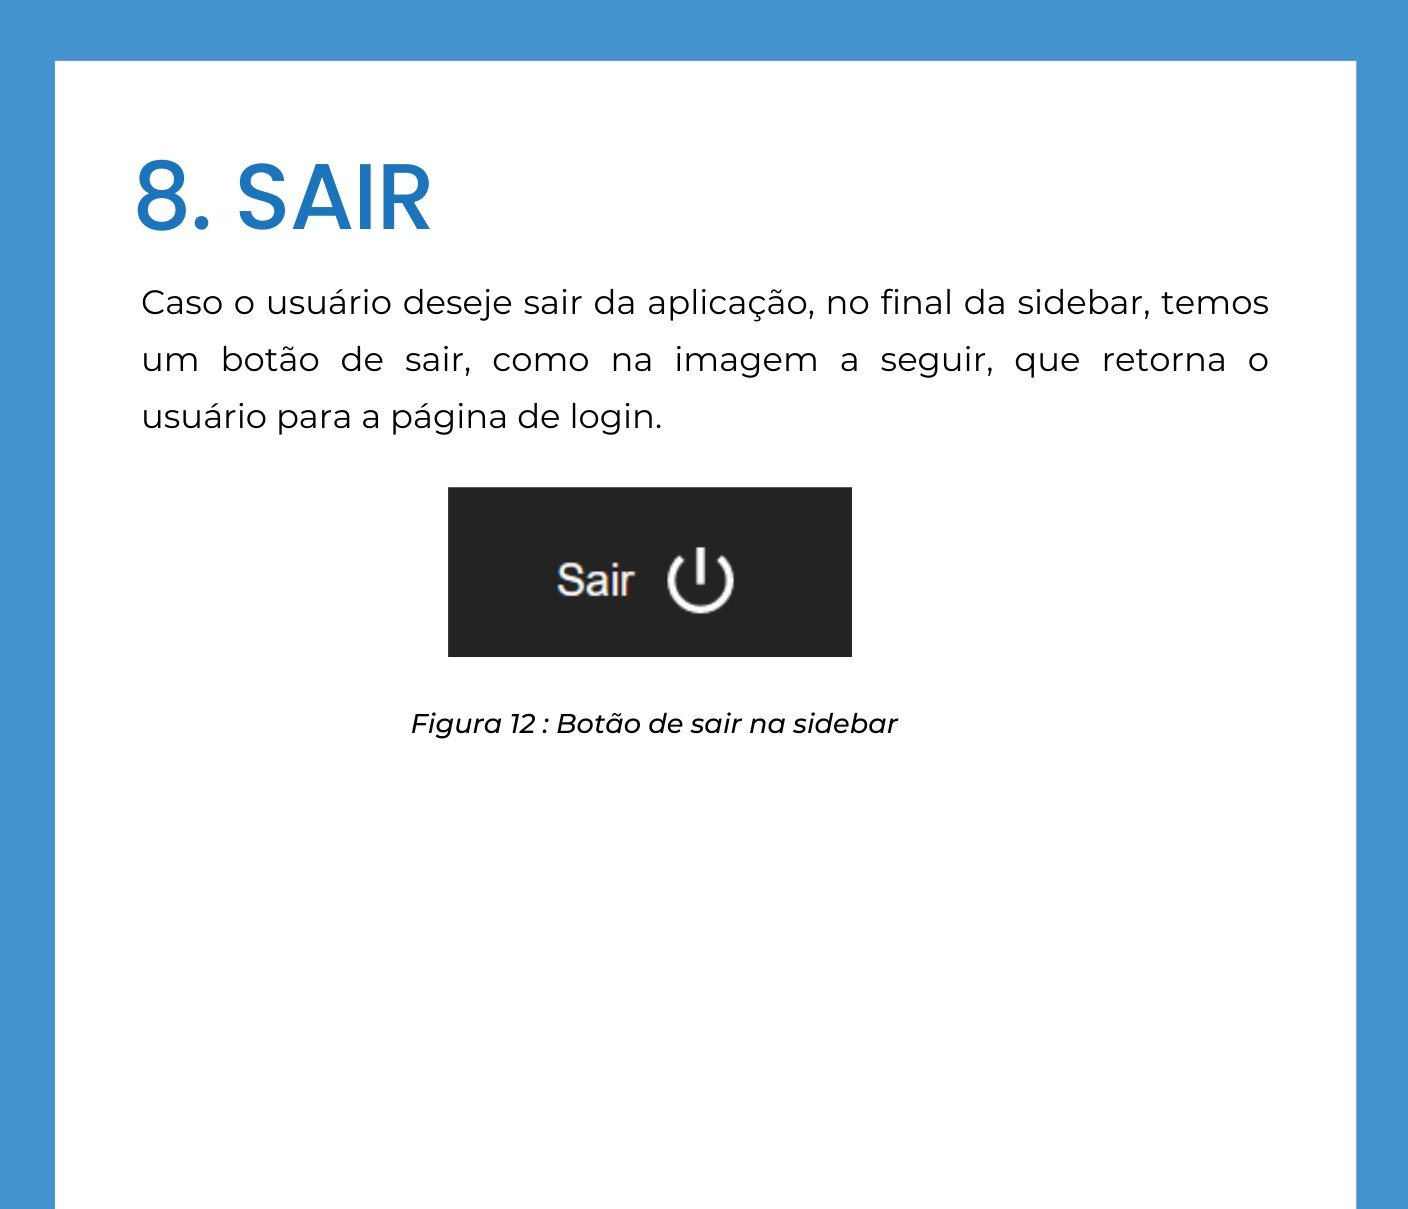 8. SAIR
Caso o usuário deseje sair da aplicação, no final da sidebar, temos
um botão de sair, como na imagem a seguir, que retorna o
usuário para a página de login.
Sair
Figura 12 : Botão de sair na sidebar